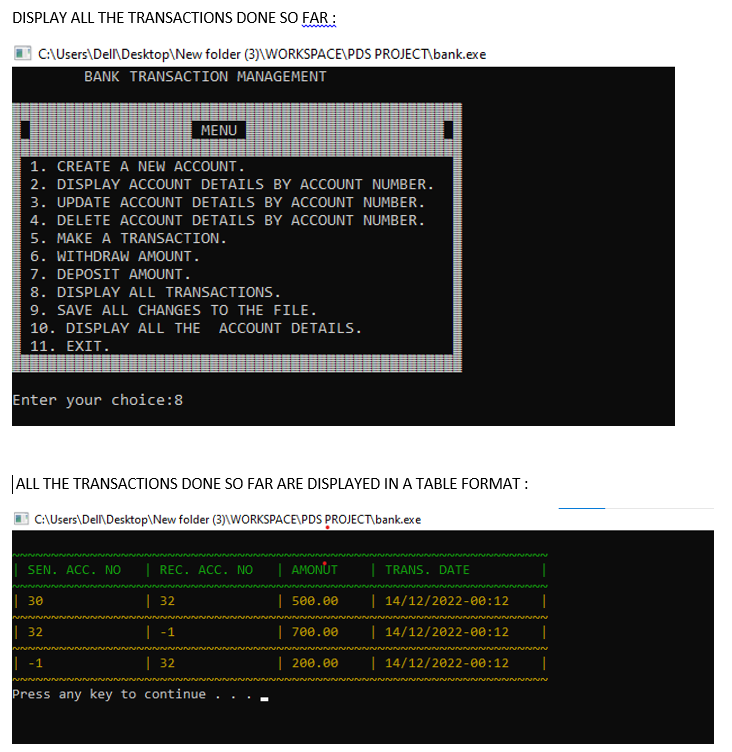 DISPLAY ALL THE TRANSACTIONS DONE SO FAR :
C:\Users\Dell\Desktop\New folder (3)\WORKSPACE\PDS PROJECT\bank.exe
BANK TRANSACTION MANAGEMENT
MENU
1. CREATE A NEW ACCOUNT.
2. DISPLAY ACCOUNT DETAILS BY ACCOUNT NUMBER.
3. UPDATE ACCOUNT DETAILS BY ACCOUNT NUMBER.
4. DELETE ACCOUNT DETAILS BY ACCOUNT NUMBER.
5. MAKE A TRANSACTION.
6. WITHDRAW AMOUNT.
7. DEPOSIT AMOUNT.
8. DISPLAY ALL TRANSACTIONS.
9. SAVE ALL CHANGES TO THE FILE.
10. DISPLAY ALL THE  ACCOUNT DETAILS.
11. EXIT.
Enter your choice:8
ALL THE TRANSACTIONS DONE SO FAR ARE DISPLAYED IN A TABLE FORMAT :
C:\Users\Dell\Desktop\New folder (3)\WORKSPACE\PDS PROJECT\bank.exe
| SEN. ACC. NO | REC. ACC. NO | AMONUT | TRANS. DATE |
| 30 | 32 | 500.00 | 14/12/2022-00:12 |
| 32 | -1 | 700.00 | 14/12/2022-00:12 |
| -1 | 32 | 200.00 | 14/12/2022-00:12 |
Press any key to continue . . .